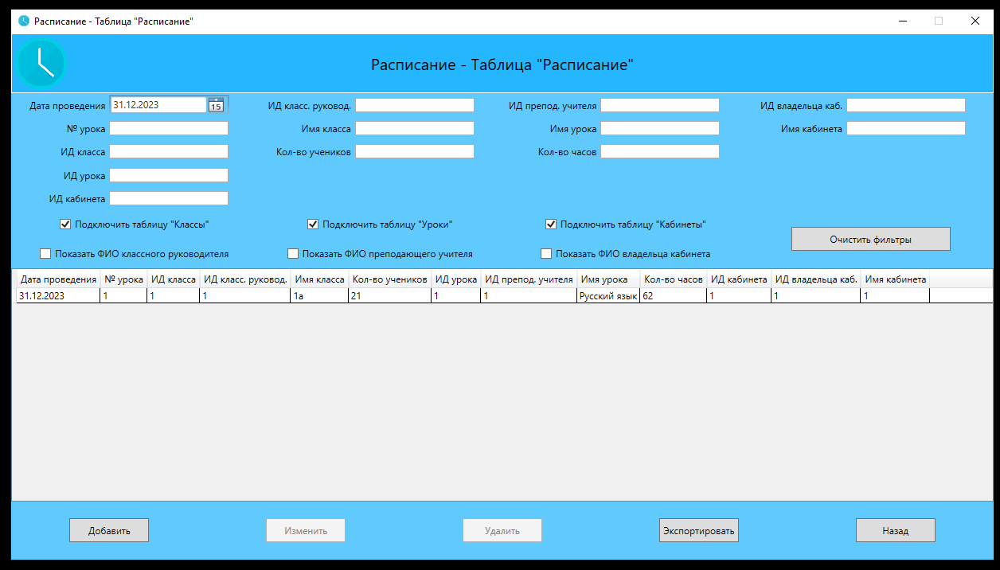 Расписание - Таблица "Расписание"
Расписание - Таблица "Расписание"
Дата проведения 31.12.2023 15 ИД класс. руковод. ИД препод. учителя ИД владельца каб.
№ урока Имя класса Имя урока Имя кабинета
ИД класса Кол-во учеников Кол-во часов
ИД урока
ИД кабинета
Подключить таблицу "Классы" Подключить таблицу "Уроки" Подключить таблицу "Кабинеты"
Очистить фильтры
Показать ФИО классного руководителя Показать ФИО преподающего учителя Показать ФИО владельца кабинета
Дата проведения № урока ИД класса ИД класс. руковод. Имя класса Кол-во учеников ИД урока ИД препод. учителя Имя урока Кол-во часов ИД кабинета ИД владельца каб. Имя кабинета
31.12.2023 1 1 1 1а 21 1 1 Русский язык 62 1 1 1
Добавить Изменить Удалить Экспортировать Назад